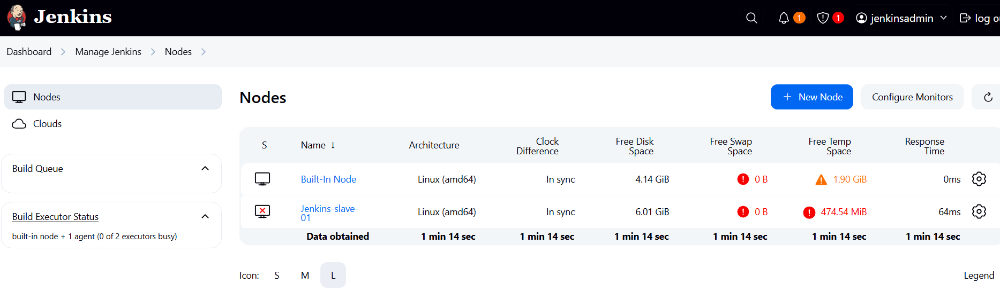 Jenkins
1
1
jenkinsadmin
log o
Dashboard
Manage Jenkins
Nodes
Nodes
Clouds
Build Queue
Build Executor Status
built-in node + 1 agent (0 of 2 executors busy)
Nodes
+ New Node
Configure Monitors
S Name ↓ Architecture Clock Difference Free Disk Space Free Swap Space Free Temp Space Response Time
Built-In Node Linux (amd64) In sync 4.14 GiB 0 B 1.90 GiB 0ms
Jenkins-slave-01 Linux (amd64) In sync 6.01 GiB 0 B 474.54 MiB 64ms
Data obtained 1 min 14 sec 1 min 14 sec 1 min 14 sec 1 min 14 sec 1 min 14 sec 1 min 14 sec
Icon: S M L
Legend